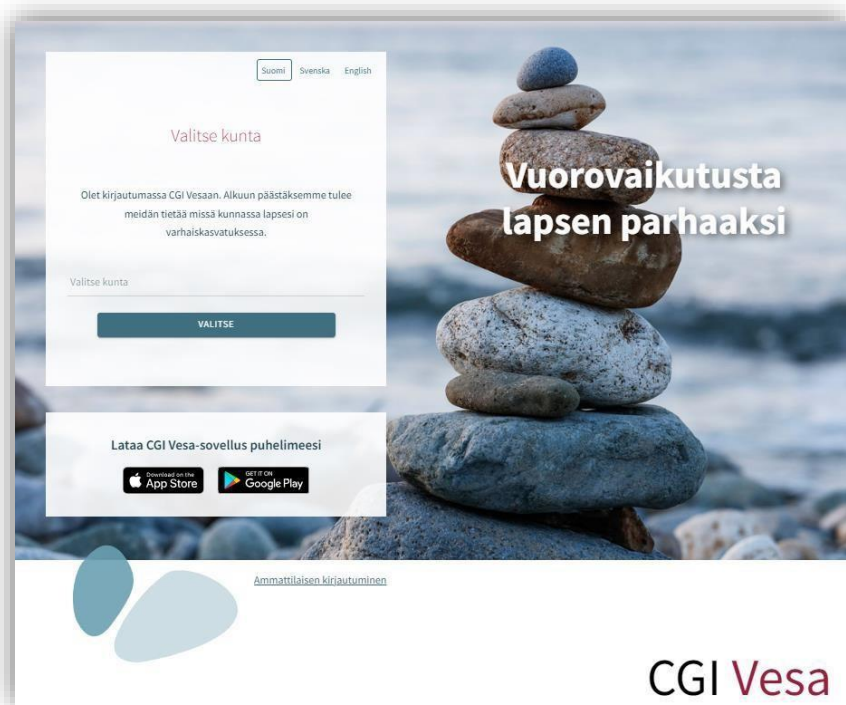 Suomi Svenska English
Valitse kunta
Olet kirjautumassa CGI Vesaan. Alkuun päästäksemme tulee
meidän tietää missä kunnassa lapsesi on
varhaiskasvatuksessa.
Valitse kunta
VALITSE
Lataa CGI Vesa-sovellus puhelimeesi
Download on the
App Store
GET IT ON
Google Play
Vuorovaikutusta
lapsen parhaaksi
Ammattilaisen kirjautuminen
CGI Vesa